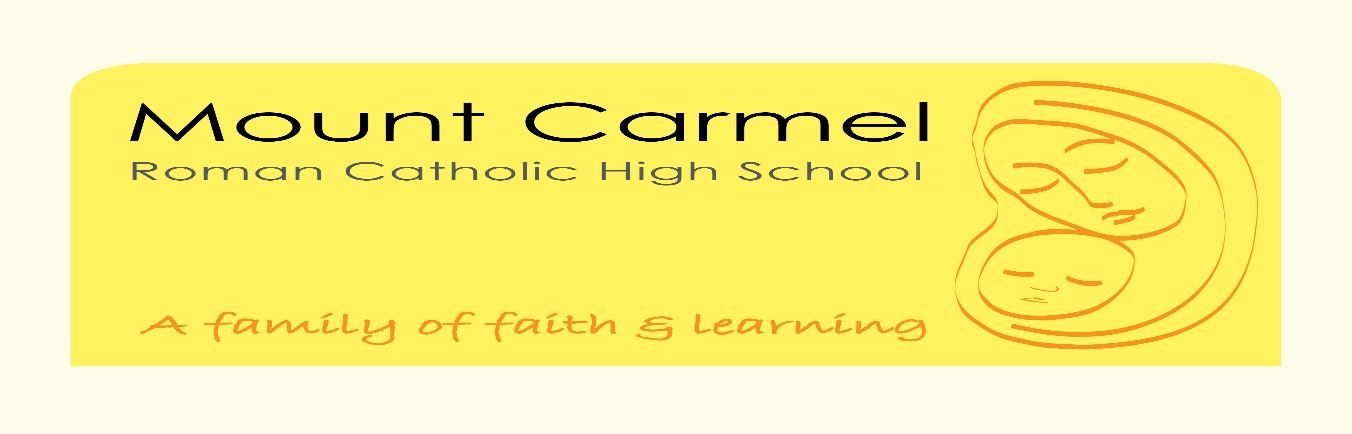 Mount Carmel
Roman Catholic High School
A family of faith & learning